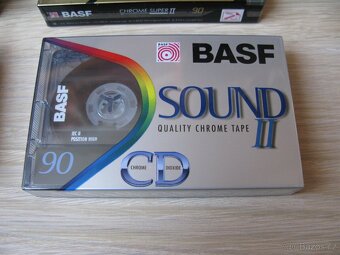 CHROME SUPER II 90
BASF
BASF
SOUND II
QUALITY CHROME TAPE
BASF
IEC II
POSITION HIGH
90
CD
CHROME DIOXIDE